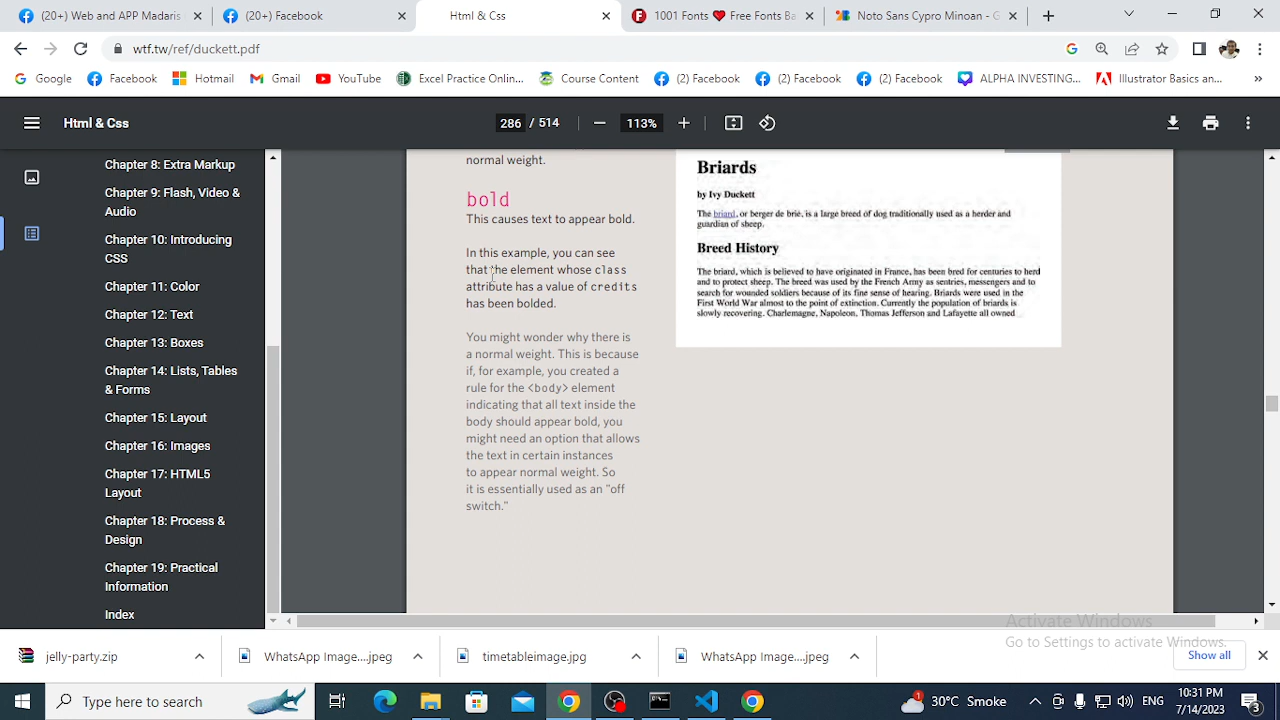 (20+) Web and APP Madaris
(20+) Facebook
Html & Css
1001 Fonts ❤ Free Fonts Ba
Noto Sans Cypro Minoan - G
wtf.tw/ref/duckett.pdf
Google
Facebook
Hotmail
Gmail
YouTube
Excel Practice Onlin...
Course Content
(2) Facebook
(2) Facebook
(2) Facebook
ALPHA INVESTING,...
Illustrator Basics an...
Html & Css
286 / 514
113%
Chapter 8: Extra Markup
Chapter 9: Flash, Video &
Audio
Chapter 10: Introducing
CSS
Chapter 11: Color
Chapter 12: Text
Chapter 13: Boxes
Chapter 14: Lists, Tables
& Forms
Chapter 15: Layout
Chapter 16: Images
Chapter 17: HTML5
Layout
Chapter 18: Process &
Design
Chapter 19: Practical
Information
Index
normal weight.
bold
This causes text to appear bold.
In this example, you can see
that the element whose class
attribute has a value of credits
has been bolded.
You might wonder why there is
a normal weight. This is because
if, for example, you created a
rule for the <body> element
indicating that all text inside the
body should appear bold, you
might need an option that allows
the text in certain instances
to appear normal weight. So
it is essentially used as an "off
switch."
Briards
by Ivy Duckett
The briard, or berger de brie, is a large breed of dog traditionally used as a herder and
guardian of sheep.
Breed History
The briard, which is believed to have originated in France, has been bred for centuries to herd
and to protect sheep. The breed was used by the French Army as sentries, messengers and to
search for wounded soldiers because of its fine sense of hearing. Briards were used in the
First World War almost to the point of extinction. Currently the population of briards is
slowly recovering. Charlemagne, Napoleon, Thomas Jefferson and Lafayette all owned
Activate Windows
Go to Settings to activate Windows.
jelly-party.zip
WhatsApp Image....jpeg
timetableimage.jpg
WhatsApp Image....jpeg
Show all
Type here to search
1
30°C Smoke
ENG
10:31 PM
7/14/2023
3